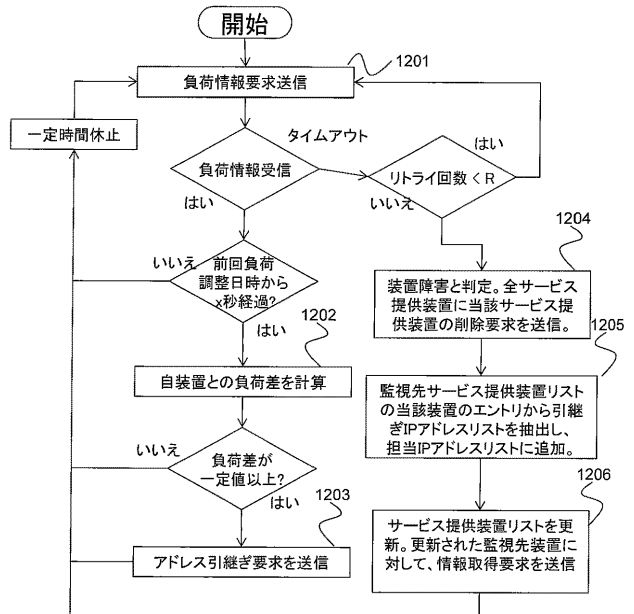 開始
1201
負荷情報要求送信
一定時間休止
タイムアウト
はい
負荷情報受信
リトライ回数 < R
はい
いいえ
1204
いいえ
前回負荷
調整日時から
x秒経過?
はい
装置障害と判定。全サービス
提供装置に当該サービス提
供装置の削除要求を送信。
1202
1205
自装置との負荷差を計算
監視先サービス提供装置リスト
の当該装置のエントリから引継
ぎIPアドレスリストを抽出し、
担当IPアドレスリストに追加。
いいえ
負荷差が
一定値以上?
はい
1203
1206
アドレス引継ぎ要求を送信
サービス提供装置リストを更
新。更新された監視先装置に
対して、情報取得要求を送信